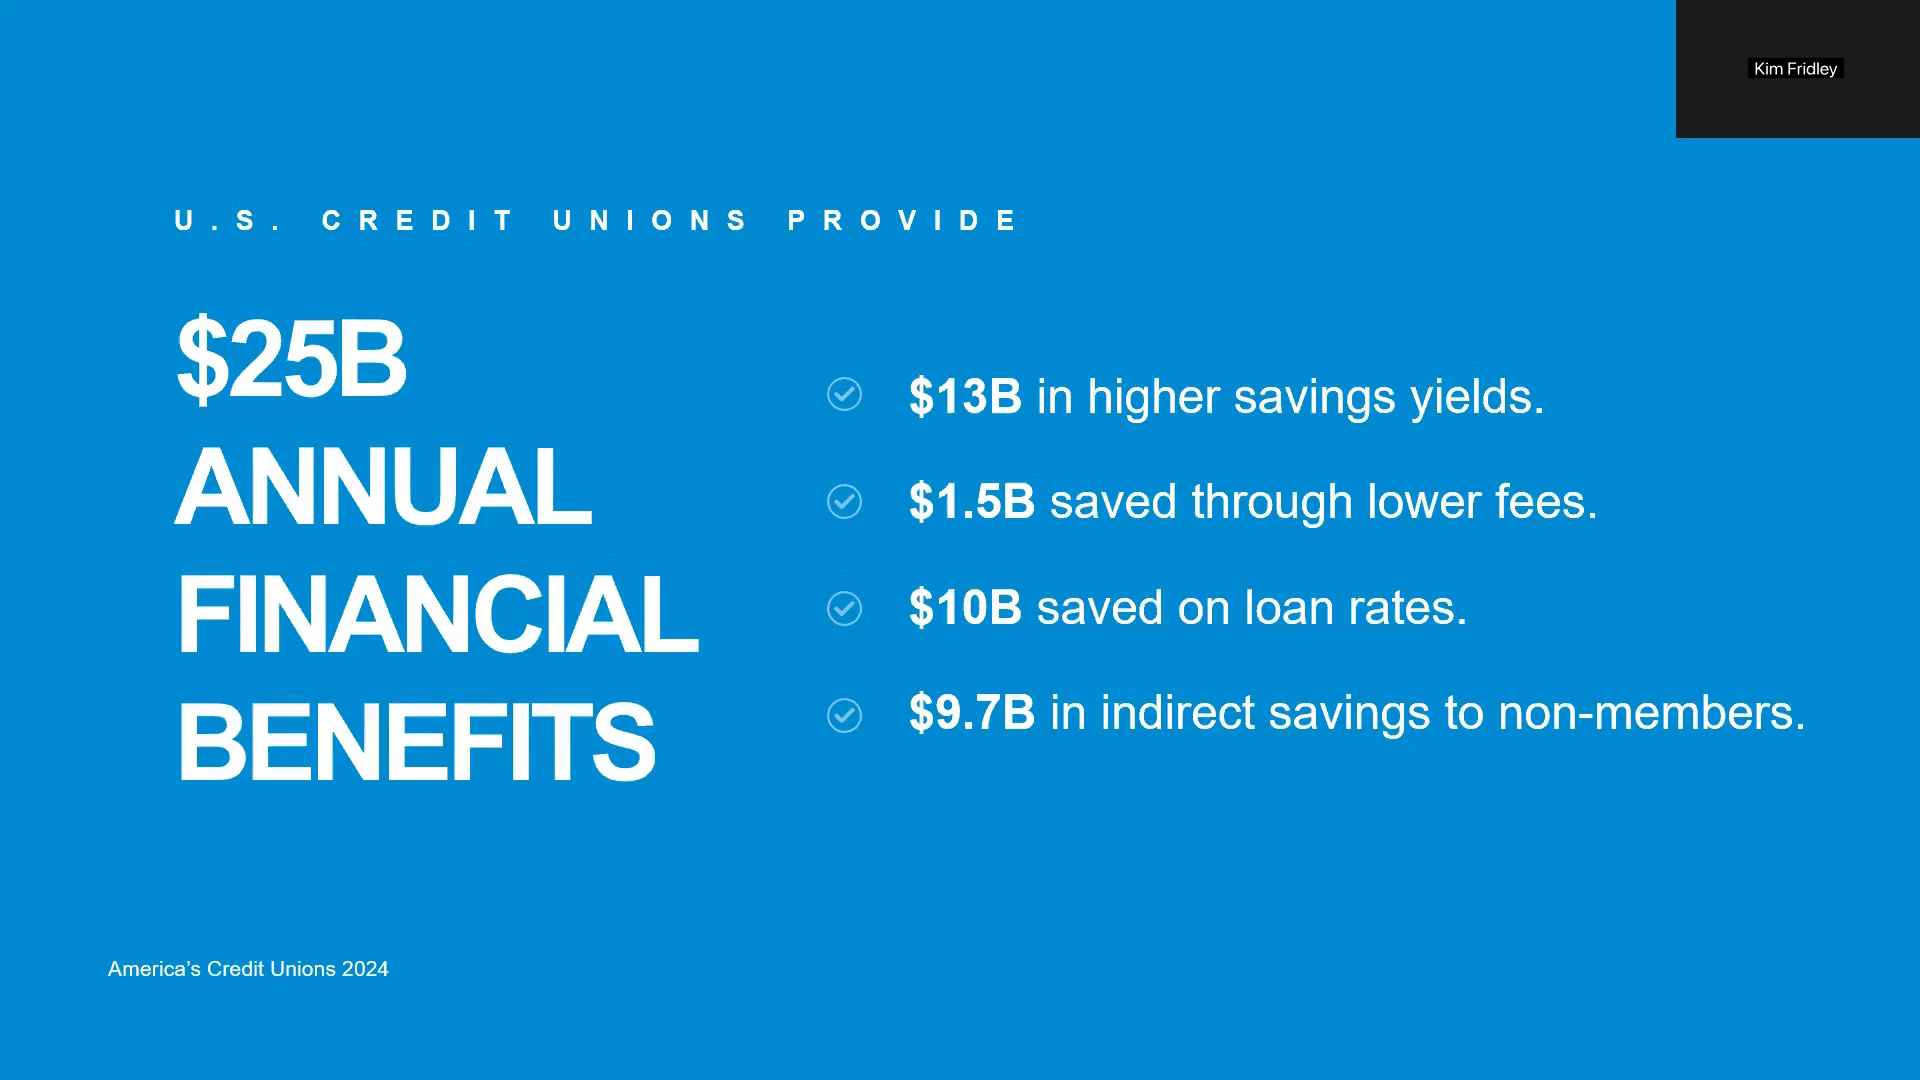 Kim Fridley
U.S. CREDIT UNIONS PROVIDE
$25B
ANNUAL
FINANCIAL
BENEFITS
$13B in higher savings yields.
$1.5B saved through lower fees.
$10B saved on loan rates.
$9.7B in indirect savings to non-members.
America’s Credit Unions 2024